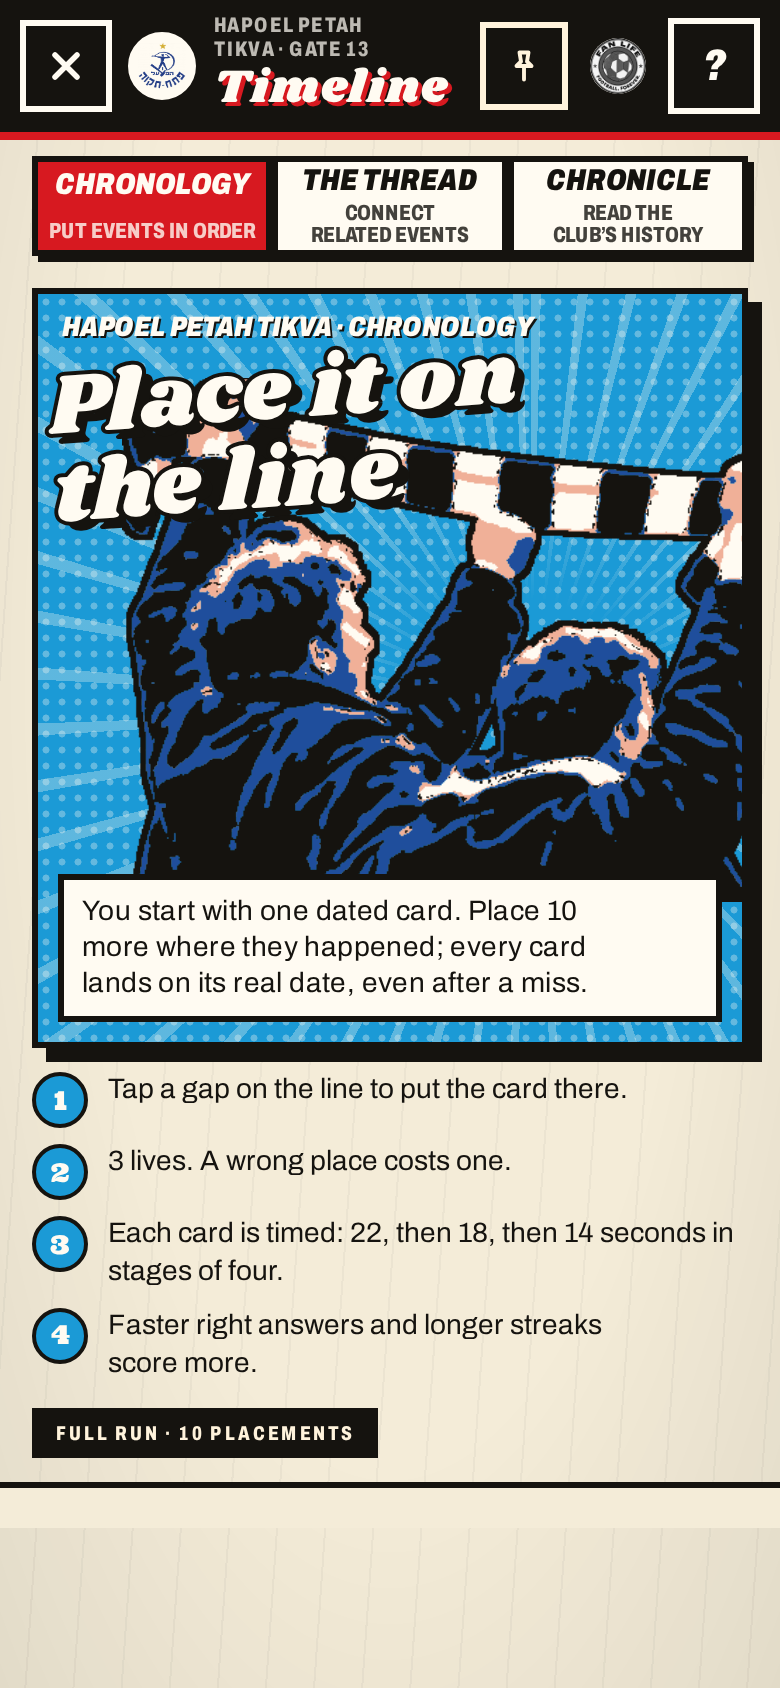 HAPOEL PETAH
TIKVA · GATE 13
Timeline
פתח-תקווה
FAN LIFE
?
CHRONOLOGY
PUT EVENTS IN ORDER
THE THREAD
CONNECT
RELATED EVENTS
CHRONICLE
READ THE
CLUB'S HISTORY
HAPOEL PETAH TIKVA · CHRONOLOGY
Place it on
the line
You start with one dated card. Place 10
more where they happened; every card
lands on its real date, even after a miss.
1 Tap a gap on the line to put the card there.
2 3 lives. A wrong place costs one.
3 Each card is timed: 22, then 18, then 14 seconds in
stages of four.
4 Faster right answers and longer streaks
score more.
FULL RUN · 10 PLACEMENTS